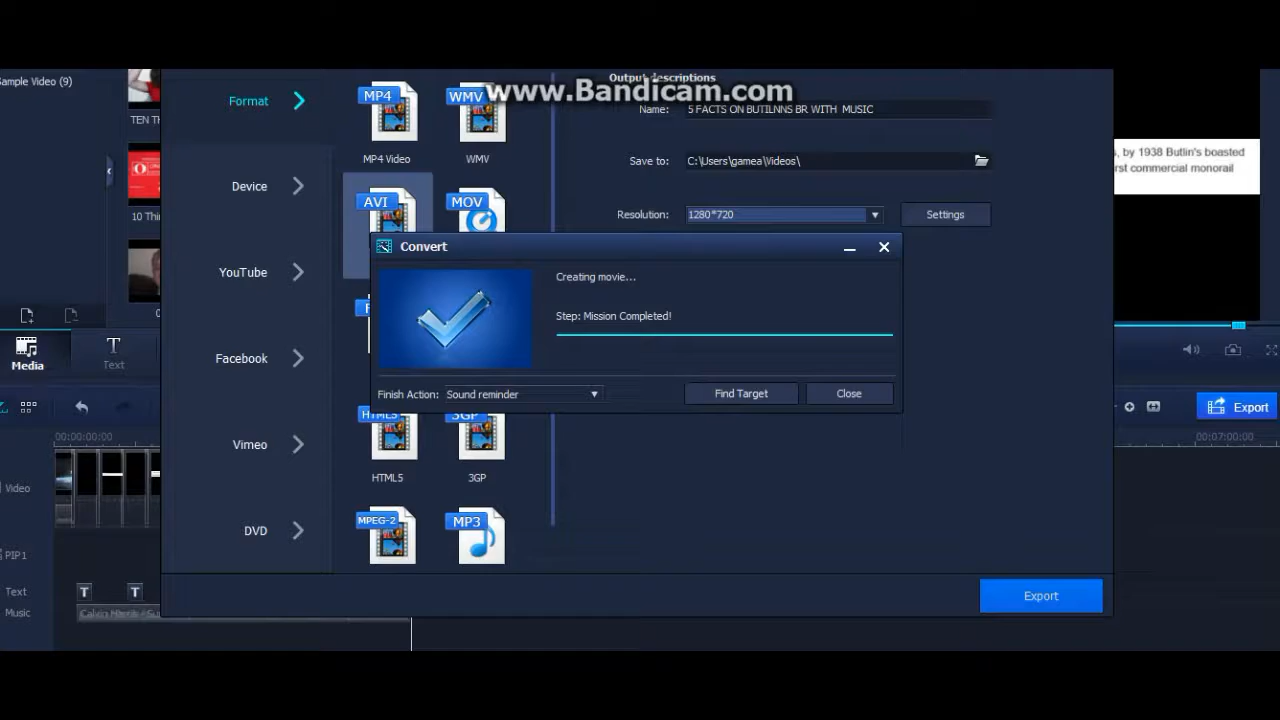 www.Bandicam.com
ample Video (9)
TEN TH
10 Thi
Media
Text
Format
Device
YouTube
Facebook
Vimeo
DVD
MP4
MP4 Video
WMV
WMV
AVI
MOV
HTML5
HTML5
3GP
3GP
MPEG-2
MP3
Output descriptions
Name: 5 FACTS ON BUTILNNS BR WITH MUSIC
Save to: C:\Users\gamea\Videos\
Resolution: 1280*720 Settings
Convert
Creating movie...
Step: Mission Completed!
Finish Action: Sound reminder Find Target Close
s, by 1938 Butlin's boasted
rst commercial monorail
Export
00:00:00:00
00:07:00:00
Video
PIP1
Text T T
Music Calvin Harris
Export